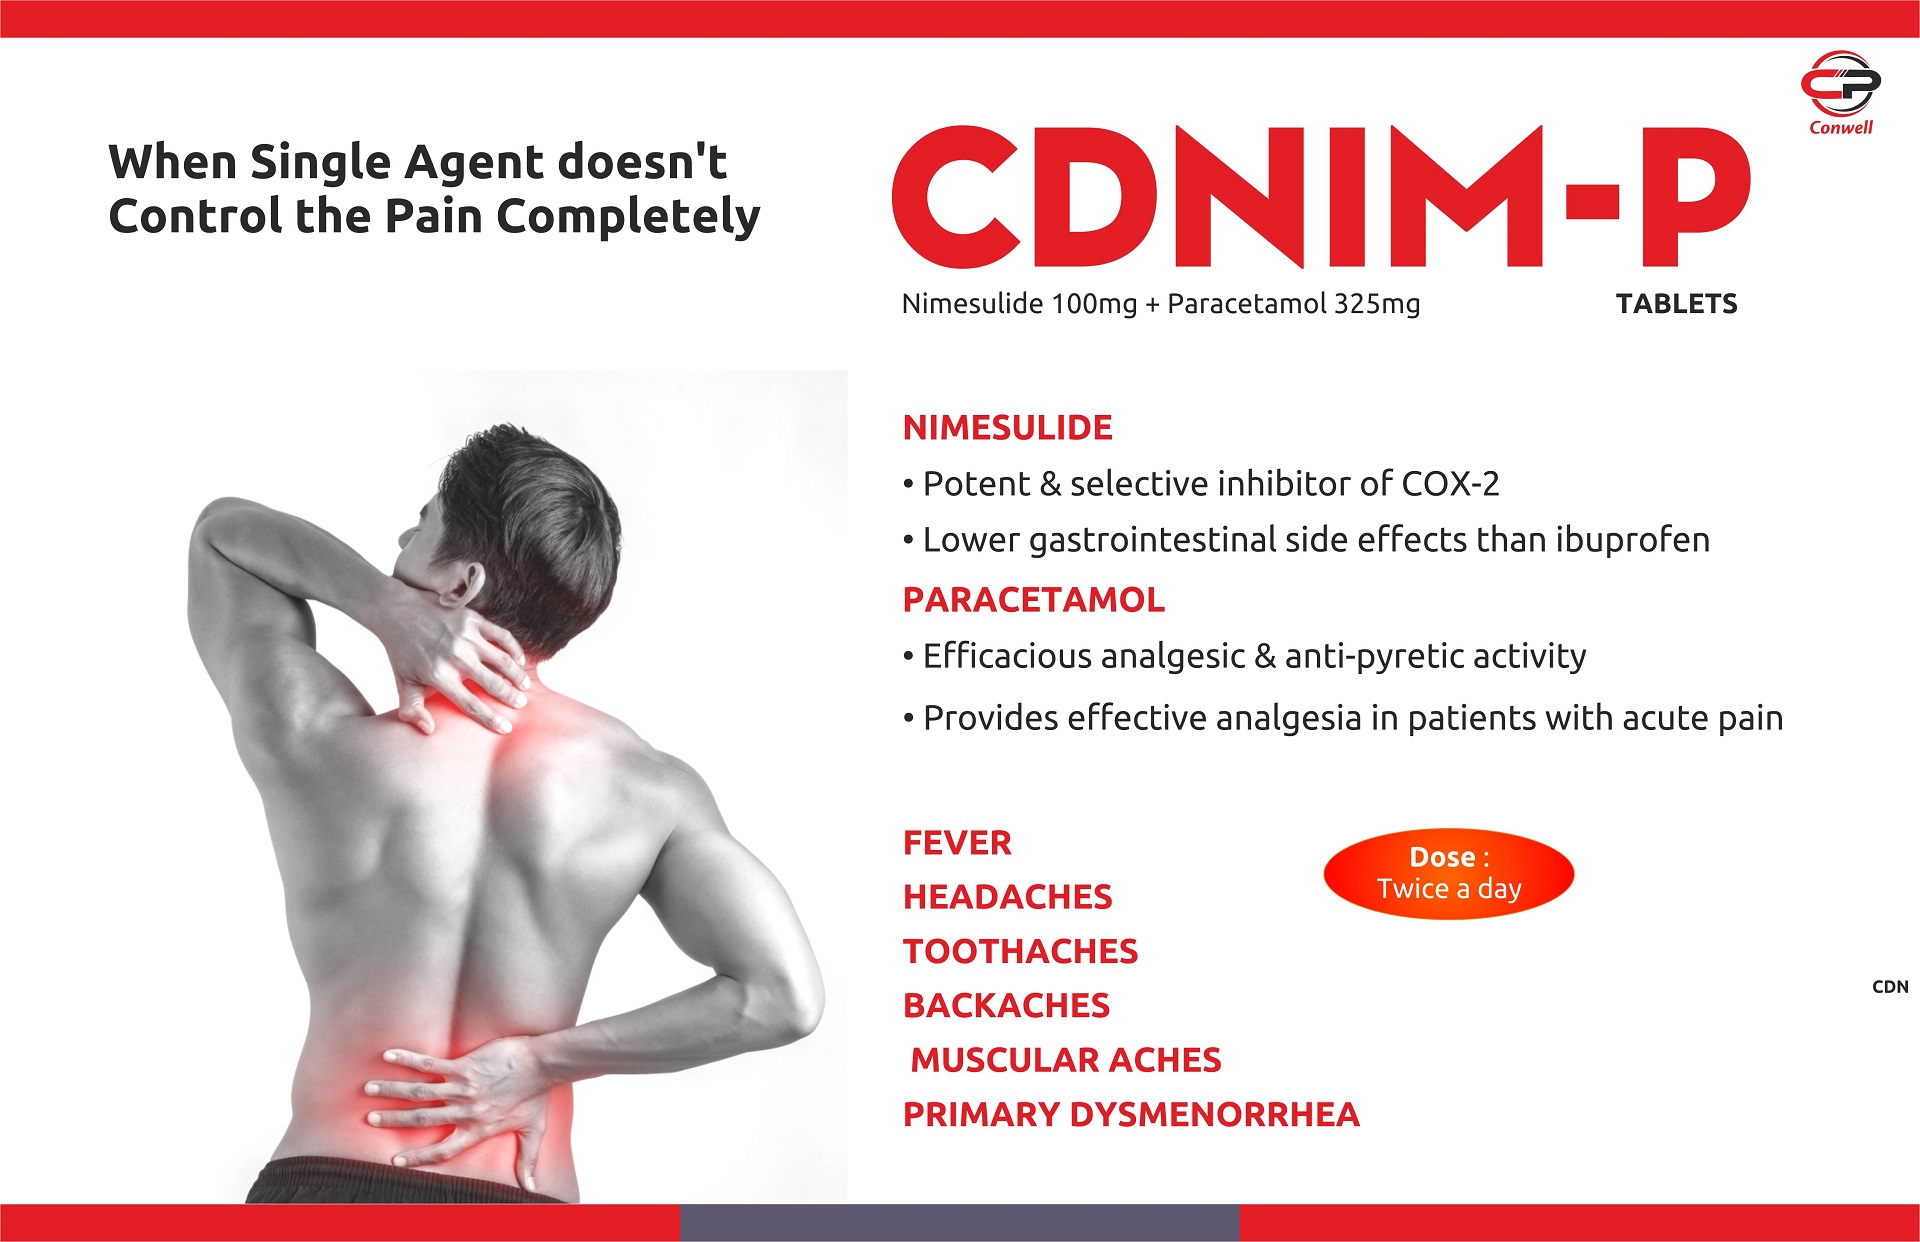 When Single Agent doesn't
Control the Pain Completely
CP
Conwell
CDNIM-P
Nimesulide 100mg + Paracetamol 325mg
TABLETS
NIMESULIDE
• Potent & selective inhibitor of COX-2
• Lower gastrointestinal side effects than ibuprofen
PARACETAMOL
• Efficacious analgesic & anti-pyretic activity
• Provides effective analgesia in patients with acute pain
FEVER
HEADACHES
TOOTHACHES
BACKACHES
MUSCULAR ACHES
PRIMARY DYSMENORRHEA
Dose :
Twice a day
CDN